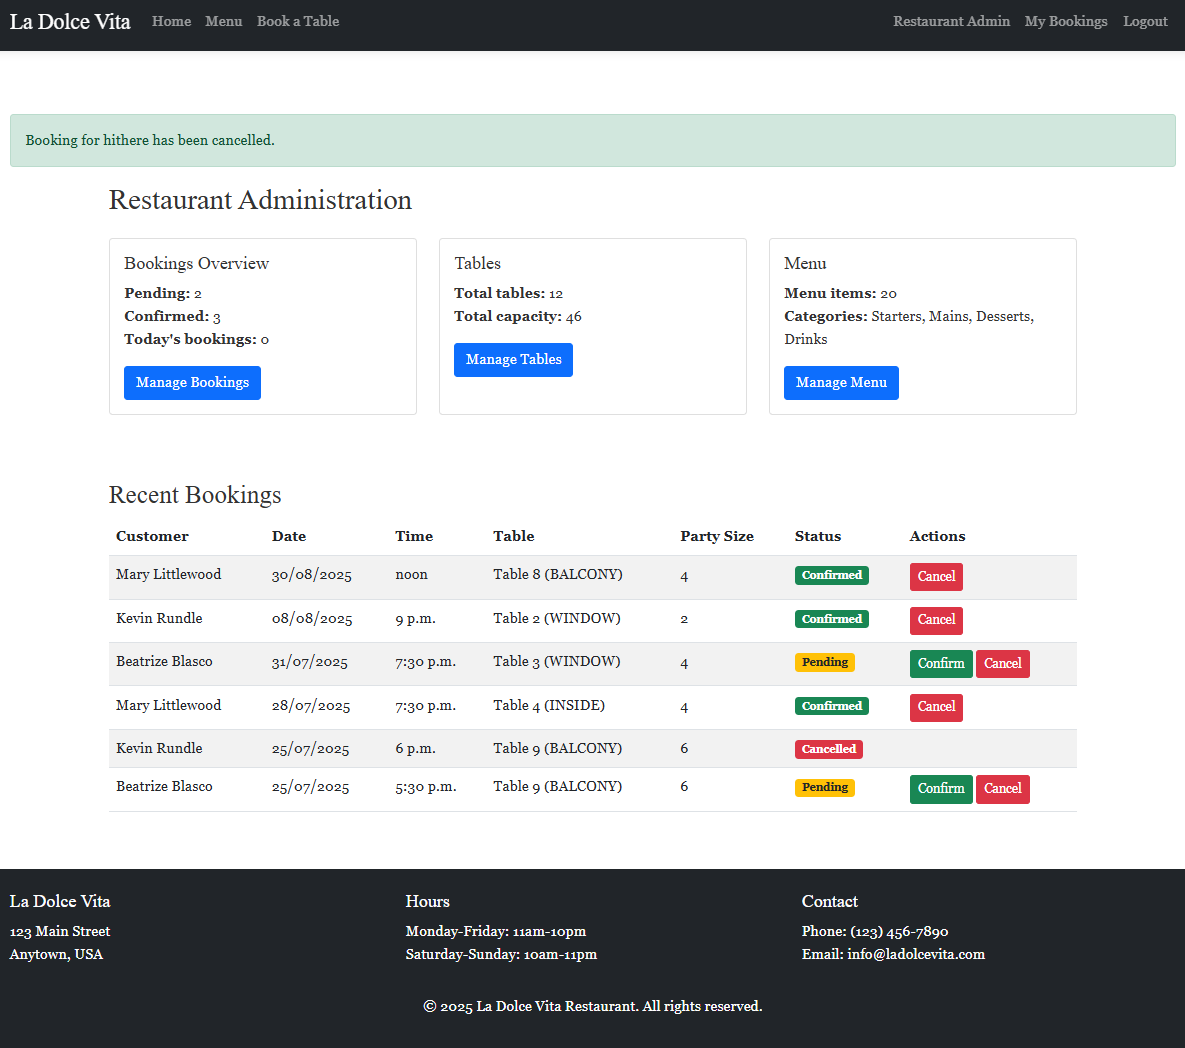 La Dolce Vita Home Menu Book a Table Restaurant Admin My Bookings Logout
Booking for hithere has been cancelled.
Restaurant Administration
Bookings Overview
Pending: 2
Confirmed: 3
Today's bookings: 0
Manage Bookings
Tables
Total tables: 12
Total capacity: 46
Manage Tables
Menu
Menu items: 20
Categories: Starters, Mains, Desserts,
Drinks
Manage Menu
Recent Bookings
Customer Date Time Table Party Size Status Actions
Mary Littlewood 30/08/2025 noon Table 8 (BALCONY) 4 Confirmed Cancel
Kevin Rundle 08/08/2025 9 p.m. Table 2 (WINDOW) 2 Confirmed Cancel
Beatrize Blasco 31/07/2025 7:30 p.m. Table 3 (WINDOW) 4 Pending Confirm Cancel
Mary Littlewood 28/07/2025 7:30 p.m. Table 4 (INSIDE) 4 Confirmed Cancel
Kevin Rundle 25/07/2025 6 p.m. Table 9 (BALCONY) 6 Cancelled
Beatrize Blasco 25/07/2025 5:30 p.m. Table 9 (BALCONY) 6 Pending Confirm Cancel
La Dolce Vita
123 Main Street
Anytown, USA
Hours
Monday-Friday: 11am-10pm
Saturday-Sunday: 10am-11pm
Contact
Phone: (123) 456-7890
Email: info@ladolcevita.com
© 2025 La Dolce Vita Restaurant. All rights reserved.